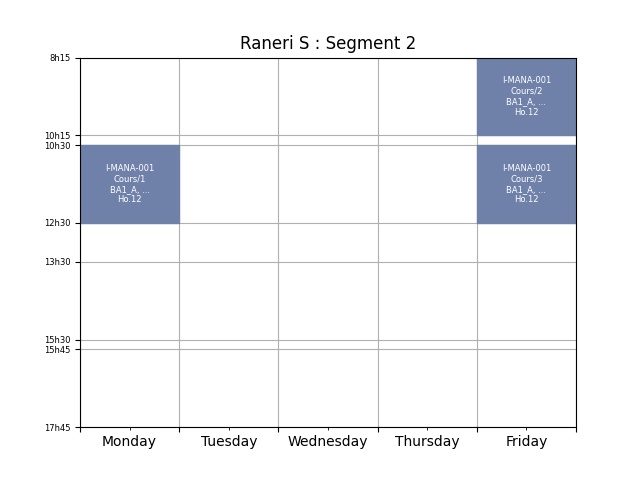 Raneri S : Segment 2
8h15
I-MANA-001
Cours/2
BA1_A, ...
Ho.12
10h15
10h30
I-MANA-001
Cours/1
BA1_A, ...
Ho.12
I-MANA-001
Cours/3
BA1_A, ...
Ho.12
12h30
13h30
15h30
15h45
17h45
Monday
Tuesday
Wednesday
Thursday
Friday